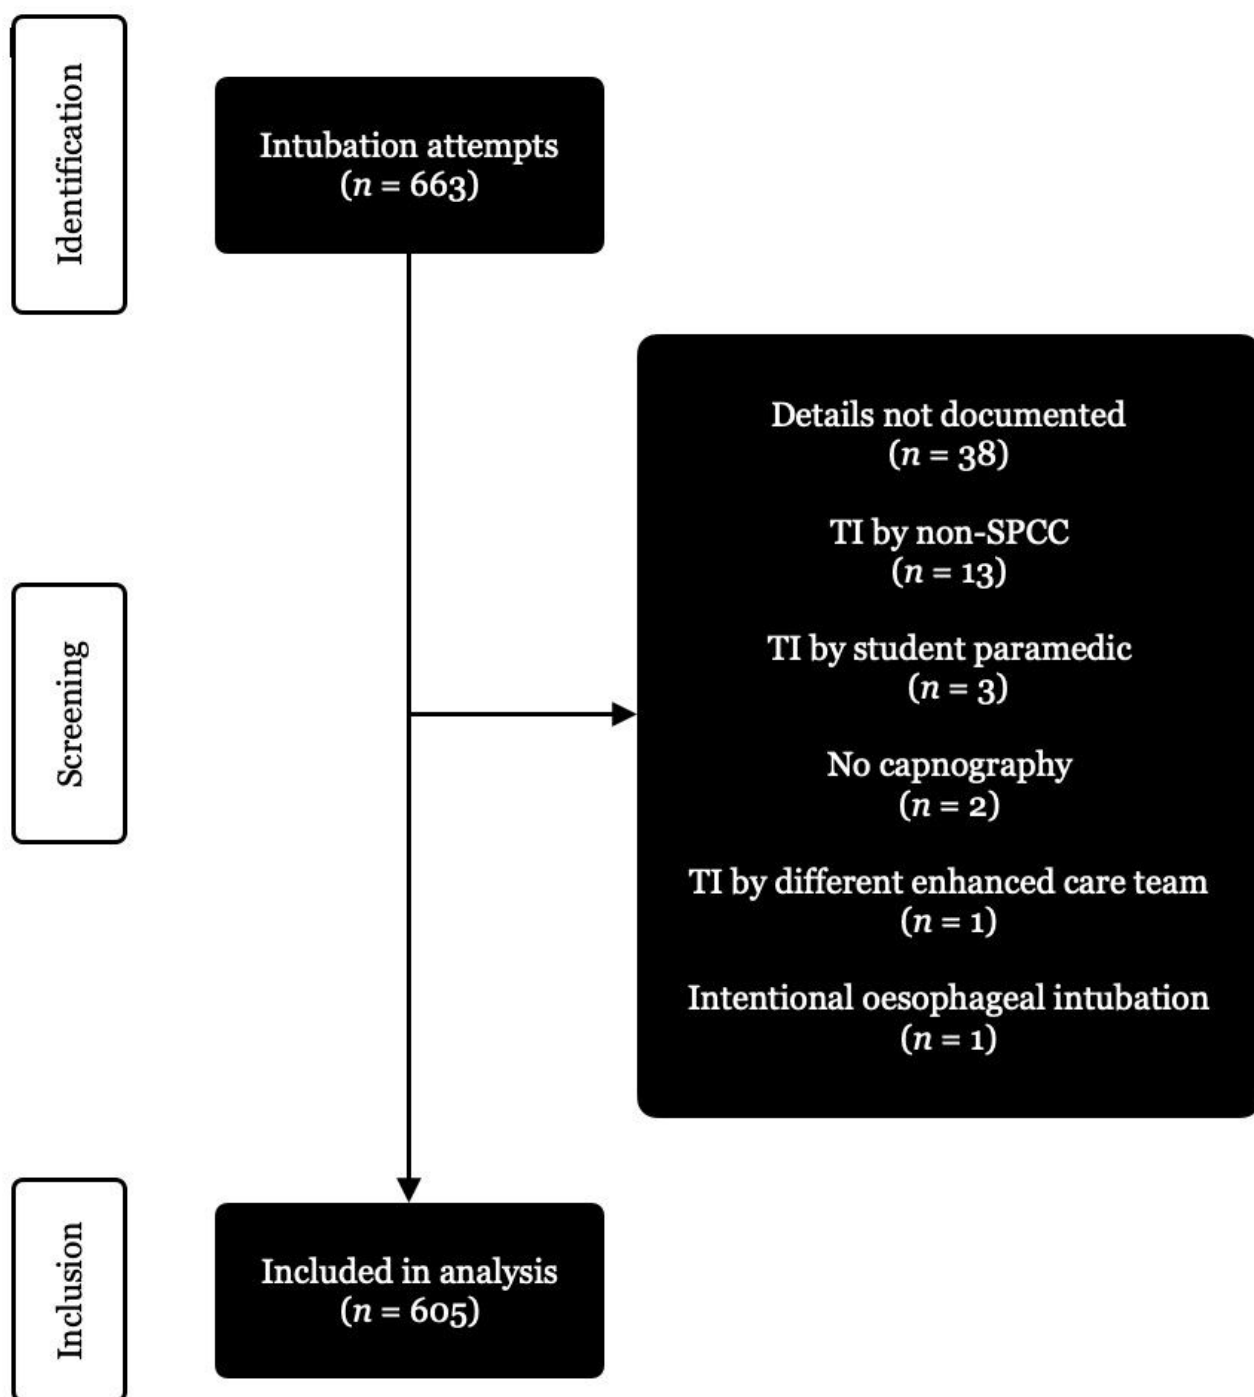 Identification
Intubation attempts
(n = 663)
Screening
Details not documented
(n = 38)
TI by non-SPCC
(n = 13)
TI by student paramedic
(n = 3)
No capnography
(n = 2)
TI by different enhanced care team
(n = 1)
Intentional oesophageal intubation
(n = 1)
Inclusion
Included in analysis
(n = 605)